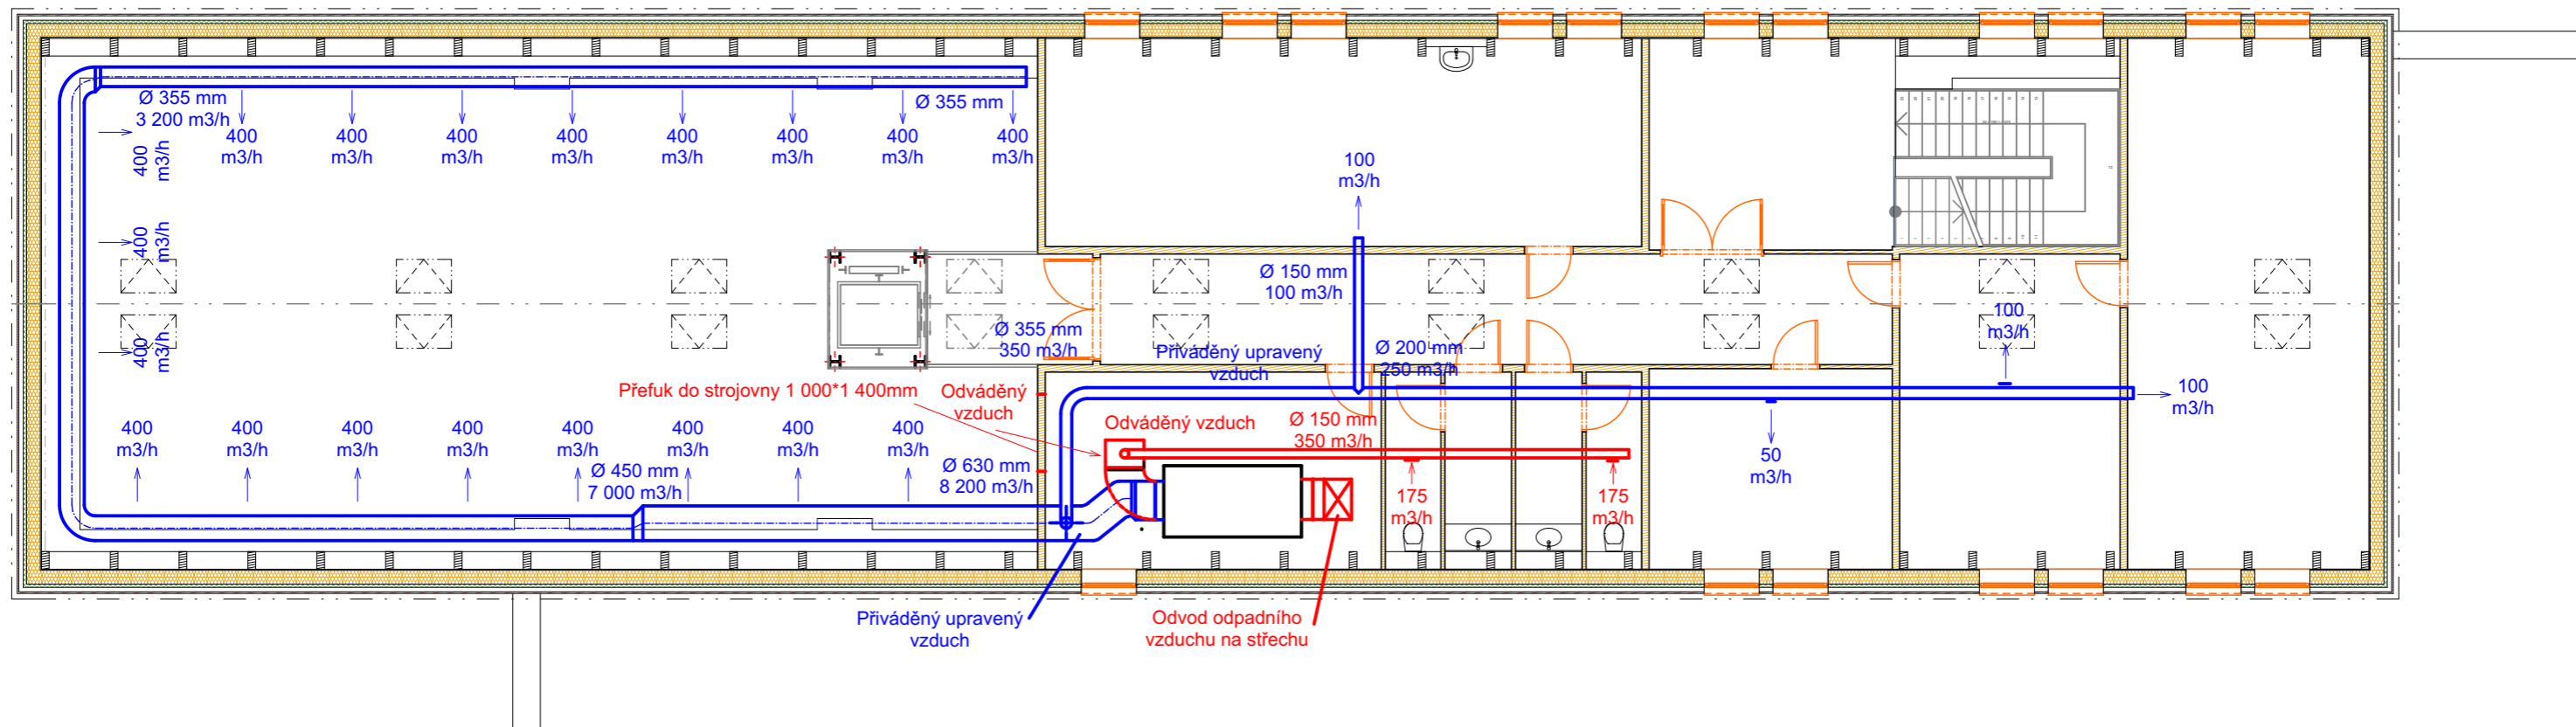 Ø 355 mm
3 200 m3/h
Ø 355 mm
400
m3/h
400
m3/h
400
m3/h
400
m3/h
400
m3/h
400
m3/h
400
m3/h
400
m3/h
400
m3/h
400
m3/h
400
m3/h
100
m3/h
Ø 150 mm
100 m3/h
Ø 355 mm
350 m3/h
Přiváděný upravený
vzduch
Ø 200 mm
250 m3/h
100
m3/h
100
m3/h
Přefuk do strojovny 1 000*1 400mm
Odváděný
vzduch
Odváděný vzduch
Ø 150 mm
350 m3/h
400
m3/h
400
m3/h
400
m3/h
400
m3/h
400
m3/h
400
m3/h
400
m3/h
400
m3/h
Ø 450 mm
7 000 m3/h
Ø 630 mm
8 200 m3/h
50
m3/h
175
m3/h
175
m3/h
Přiváděný upravený
vzduch
Odvod odpadního
vzduchu na střechu